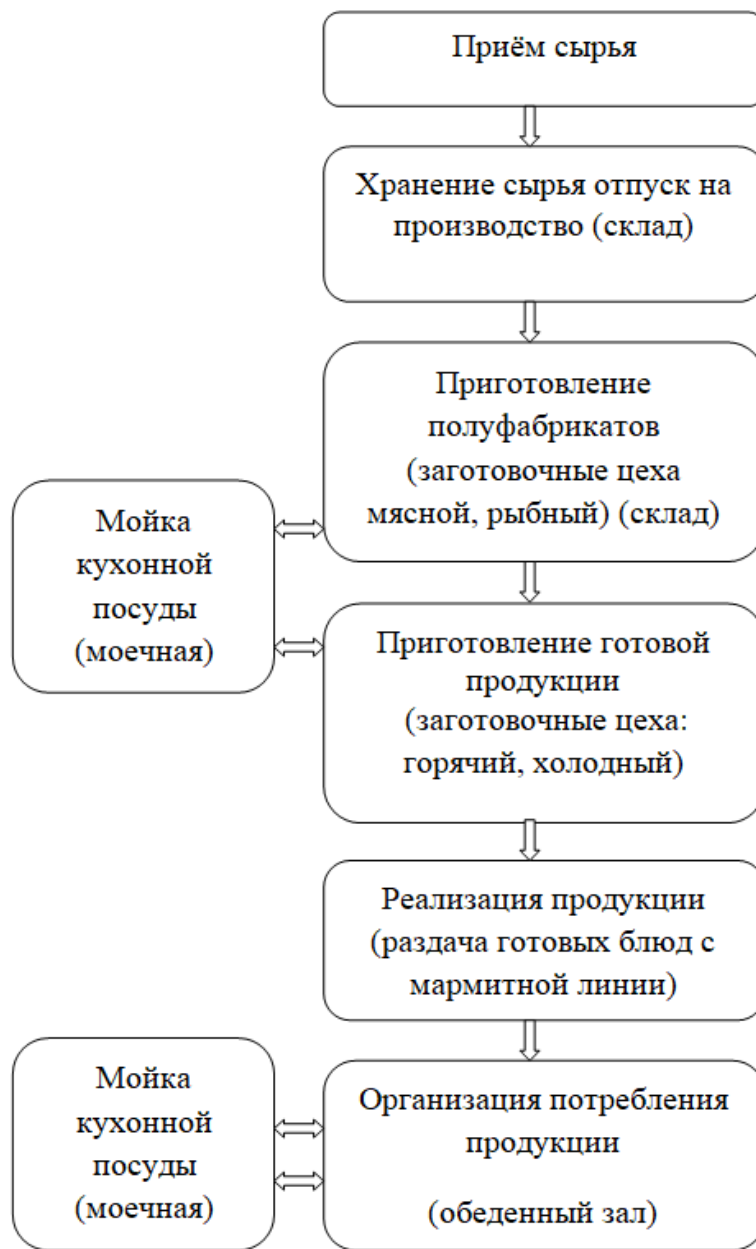 Приём сырья
Хранение сырья отпуск на
производство (склад)
Приготовление
полуфабрикатов
(заготовочные цеха
мясной, рыбный) (склад)
Мойка
кухонной
посуды
(моечная)
Приготовление готовой
продукции
(заготовочные цеха:
горячий, холодный)
Реализация продукции
(раздача готовых блюд с
мармитной линии)
Мойка
кухонной
посуды
(моечная)
Организация потребления
продукции
(обеденный зал)